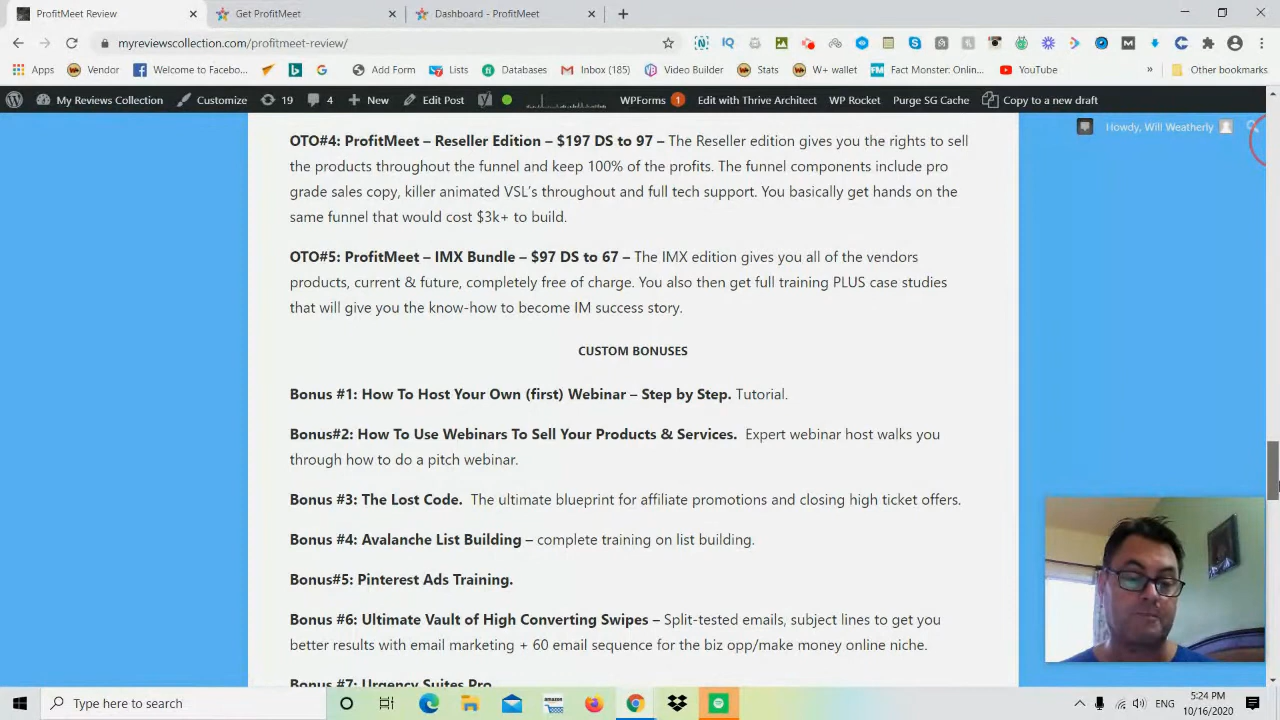 ProfitMeet Review
Get ProfitMeet
Dashboard - ProfitMeet
myreviewscollection.com/profitmeet-review/
Apps
Vendor
Welcome to Facebo...
Lists
Databases
Inbox (185)
Video Builder
Stats
W+ wallet
Fact Monster: Onlin...
YouTube
»
Other bookmarks
My Reviews Collection
Customize
19
4
New
Edit Post
WPForms 1
Edit with Thrive Architect
WP Rocket
Purge SG Cache
Copy to a new draft
Howdy, Will Weatherly
OTO#4: ProfitMeet – Reseller Edition – $197 DS to 97 – The Reseller edition gives you the rights to sell
the products throughout the funnel and keep 100% of the profits. The funnel components include pro
grade sales copy, killer animated VSL's throughout and full tech support. You basically get hands on the
same funnel that would cost $3k+ to build.
OTO#5: ProfitMeet – IMX Bundle – $97 DS to 67 – The IMX edition gives you all of the vendors
products, current & future, completely free of charge. You also then get full training PLUS case studies
that will give you the know-how to become IM success story.
CUSTOM BONUSES
Bonus #1: How To Host Your Own (first) Webinar – Step by Step. Tutorial.
Bonus#2: How To Use Webinars To Sell Your Products & Services. Expert webinar host walks you
through how to do a pitch webinar.
Bonus #3: The Lost Code. The ultimate blueprint for affiliate promotions and closing high ticket offers.
Bonus #4: Avalanche List Building – complete training on list building.
Bonus#5: Pinterest Ads Training.
Bonus #6: Ultimate Vault of High Converting Swipes – Split-tested emails, subject lines to get you
better results with email marketing + 60 email sequence for the biz opp/make money online niche.
Bonus #7: Urgency Suites Pro
Type here to search
ENG
5:24 PM
10/16/2020